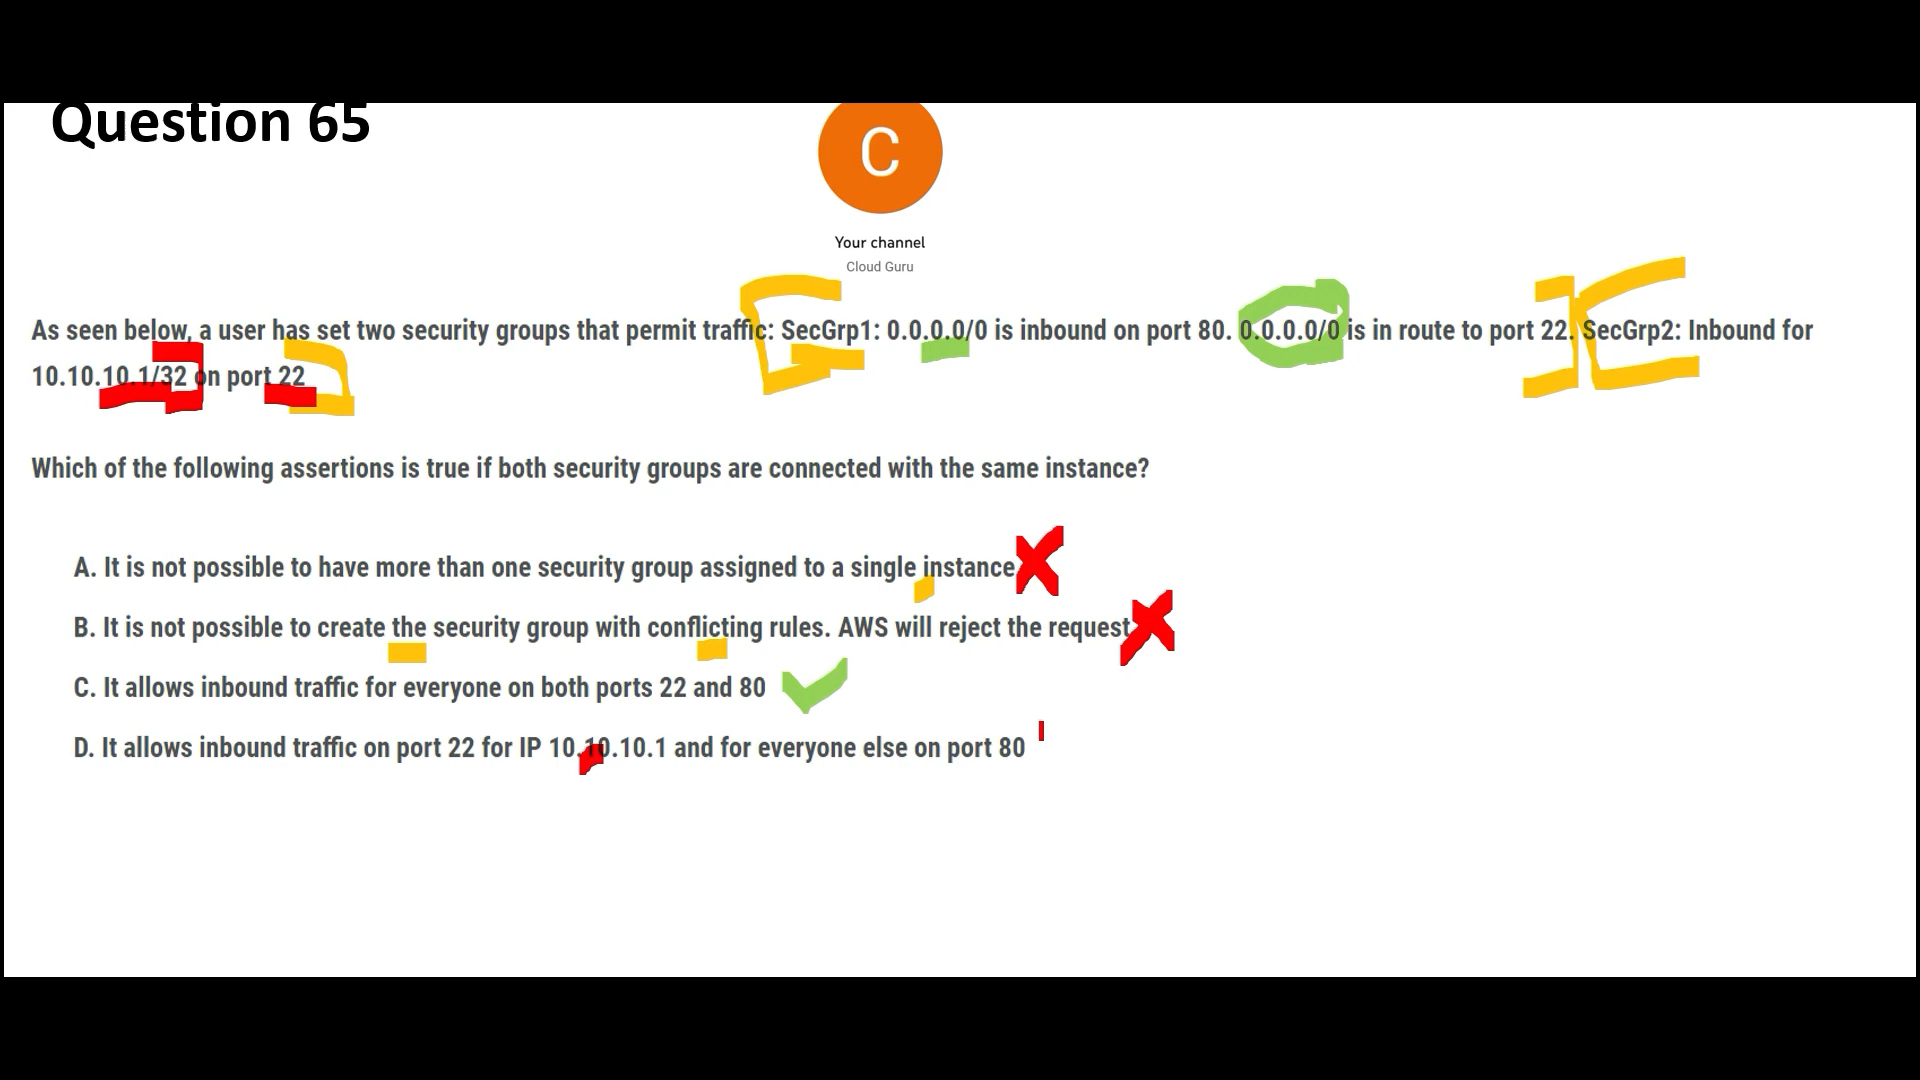 Question 65
C
Your channel
Cloud Guru
As seen below, a user has set two security groups that permit traffic: SecGrp1: 0.0.0.0/0 is inbound on port 80. 0.0.0.0/0 is in route to port 22. SecGrp2: Inbound for
10.10.10.1/32 on port 22
Which of the following assertions is true if both security groups are connected with the same instance?
A. It is not possible to have more than one security group assigned to a single instance
B. It is not possible to create the security group with conflicting rules. AWS will reject the request
C. It allows inbound traffic for everyone on both ports 22 and 80
D. It allows inbound traffic on port 22 for IP 10.10.10.1 and for everyone else on port 80